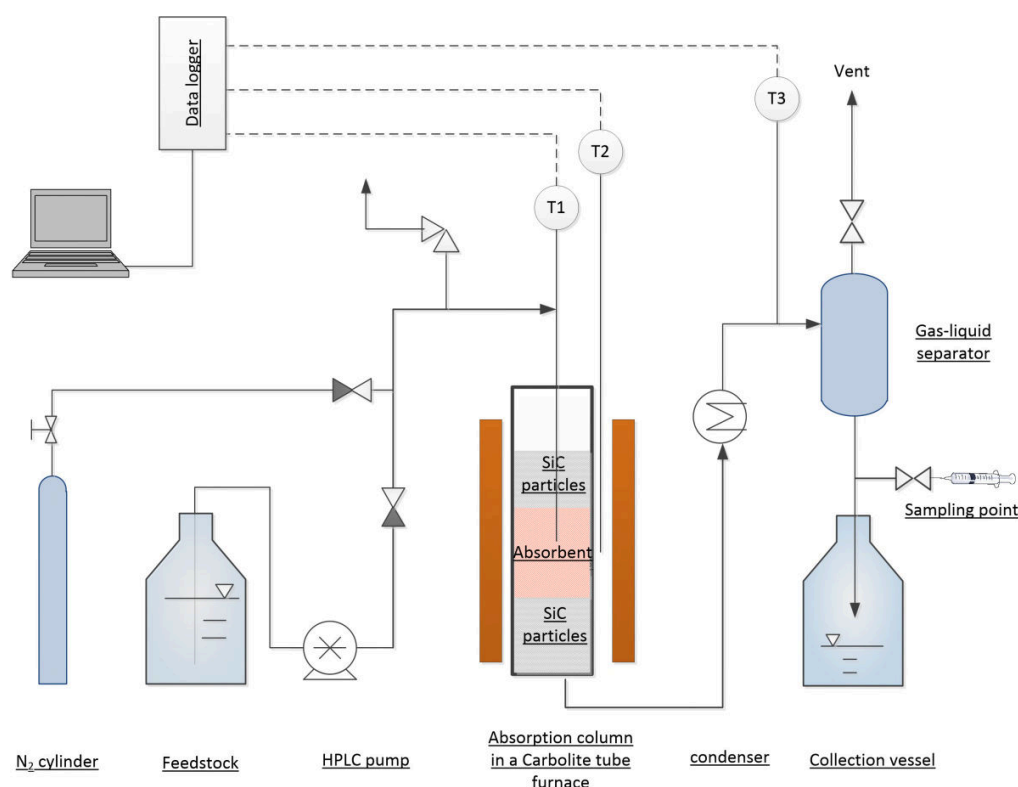 Data logger
T3
Vent
T2
T1
Gas-liquid
separator
SiC
particles
Sampling point
Absorbent
SiC
particles
N₂ cylinder
Feedstock
HPLC pump
Absorption column
in a Carbolite tube
furnace
condenser
Collection vessel